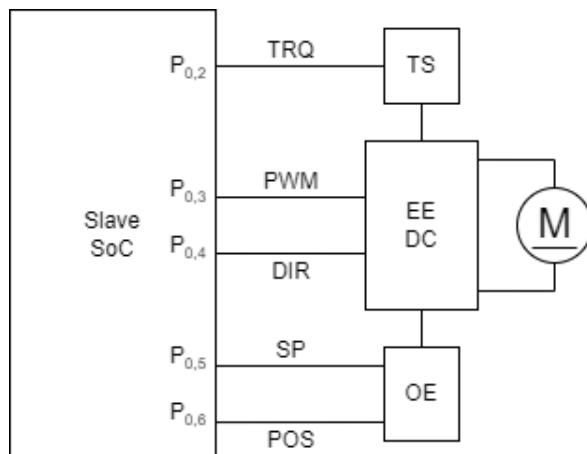 P0,2 TRQ TS
P0,3 PWM
Slave
SoC
EE
DC
M
P0,4
DIR
P0,5 SP
OE
P0,6
POS